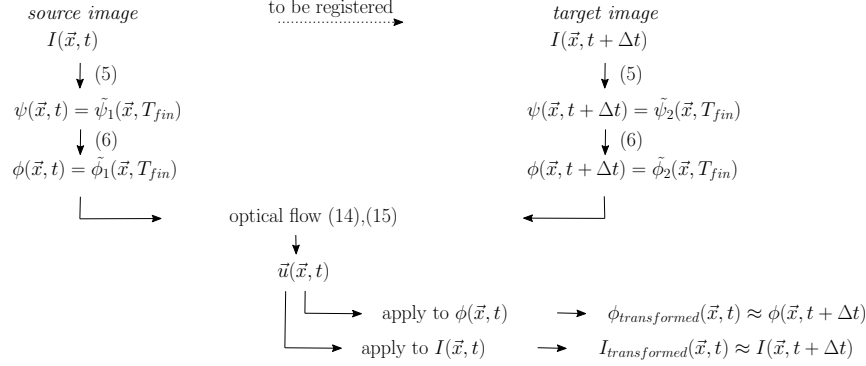 source image to be registered target image
I(x⃗, t) I(x⃗, t + Δt)
(5) (5)
ψ(x⃗, t) = ψ̃₁(x⃗, T_fin) ψ(x⃗, t + Δt) = ψ̃₂(x⃗, T_fin)
(6) (6)
ϕ(x⃗, t) = ϕ̃₁(x⃗, T_fin) ϕ(x⃗, t + Δt) = ϕ̃₂(x⃗, T_fin)
optical flow (14),(15)
u⃗(x⃗, t)
apply to ϕ(x⃗, t) ϕ_transformed(x⃗, t) ≈ ϕ(x⃗, t + Δt)
apply to I(x⃗, t) I_transformed(x⃗, t) ≈ I(x⃗, t + Δt)